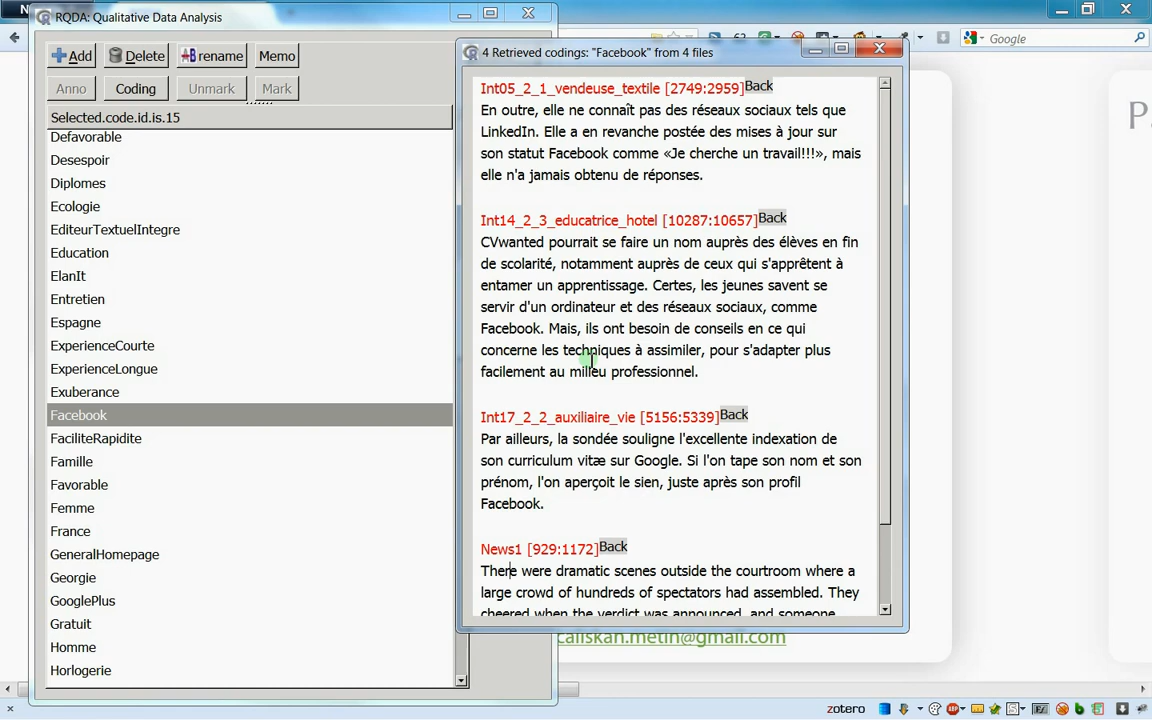 RQDA: Qualitative Data Analysis
Add Delete rename Memo
Anno Coding Unmark Mark
Selected.code.id.is.15
Defavorable
Desespoir
Diplomes
Ecologie
EditeurTextuelIntegre
Education
ElanIt
Entretien
Espagne
ExperienceCourte
ExperienceLongue
Exuberance
Facebook
FaciliteRapidite
Famille
Favorable
Femme
France
GeneralHomepage
Georgie
GooglePlus
Gratuit
Homme
Horlogerie
4 Retrieved codings: "Facebook" from 4 files
Int05_2_1_vendeuse_textile [2749:2959]Back
En outre, elle ne connaît pas des réseaux sociaux tels que
LinkedIn. Elle a en revanche postée des mises à jour sur
son statut Facebook comme «Je cherche un travail!!!», mais
elle n'a jamais obtenu de réponses.
Int14_2_3_educatrice_hotel [10287:10657]Back
CVwanted pourrait se faire un nom auprès des élèves en fin
de scolarité, notamment auprès de ceux qui s'apprêtent à
entamer un apprentissage. Certes, les jeunes savent se
servir d'un ordinateur et des réseaux sociaux, comme
Facebook. Mais, ils ont besoin de conseils en ce qui
concerne les techniques à assimiler, pour s'adapter plus
facilement au milieu professionnel.
Int17_2_2_auxiliaire_vie [5156:5339]Back
Par ailleurs, la sondée souligne l'excellente indexation de
son curriculum vitæ sur Google. Si l'on tape son nom et son
prénom, l'on aperçoit le sien, juste après son profil
Facebook.
News1 [929:1172]Back
There were dramatic scenes outside the courtroom where a
large crowd of hundreds of spectators had assembled. They
cheered when the verdict was announced, and someone
caliskan.metin@gmail.com
Google
zotero